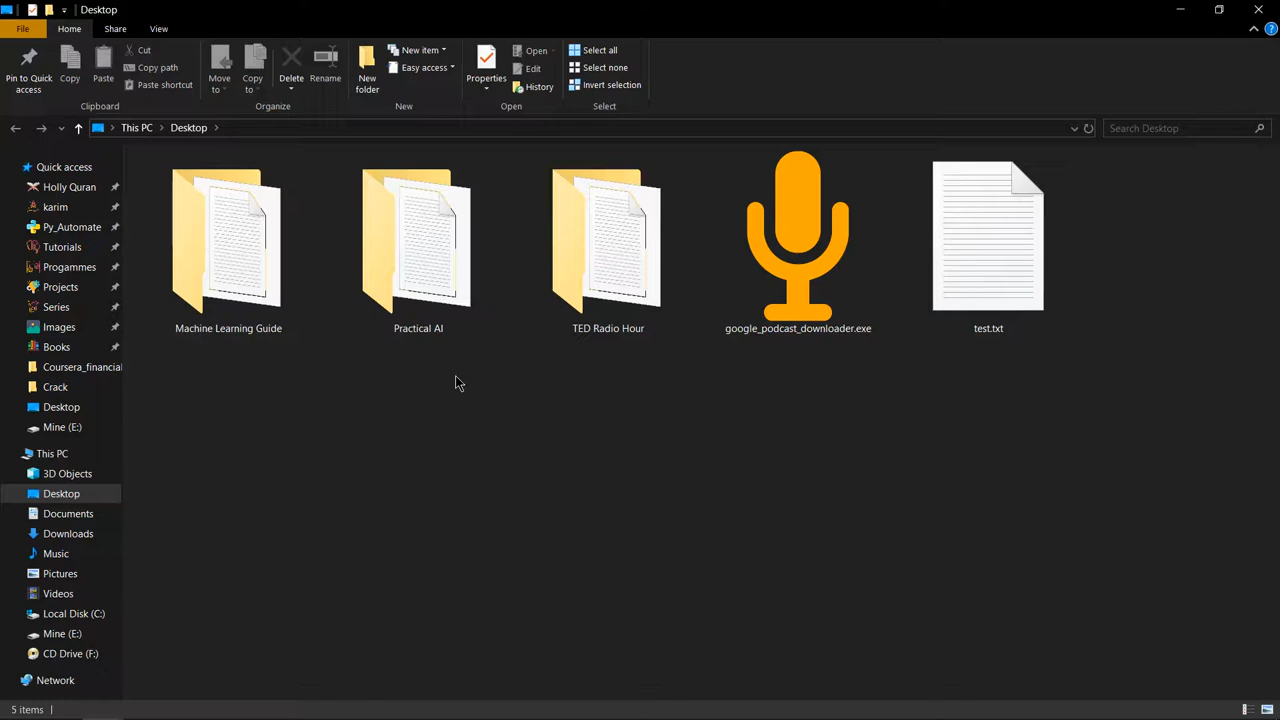 Desktop
File Home Share View
Pin to Quick access
Copy
Paste
Cut
Copy path
Paste shortcut
Clipboard
Move to
Copy to
Delete
Rename
Organize
New folder
New item
Easy access
New
Properties
Open
Edit
History
Open
Select all
Select none
Invert selection
Select
This PC Desktop
Search Desktop
Quick access
Holly Quran
karim
Py_Automate
Tutorials
Progammes
Projects
Series
Images
Books
Coursera_financial
Crack
Desktop
Mine (E:)
This PC
3D Objects
Desktop
Documents
Downloads
Music
Pictures
Videos
Local Disk (C:)
Mine (E:)
CD Drive (F:)
Network
Machine Learning Guide
Practical AI
TED Radio Hour
google_podcast_downloader.exe
test.txt
5 items